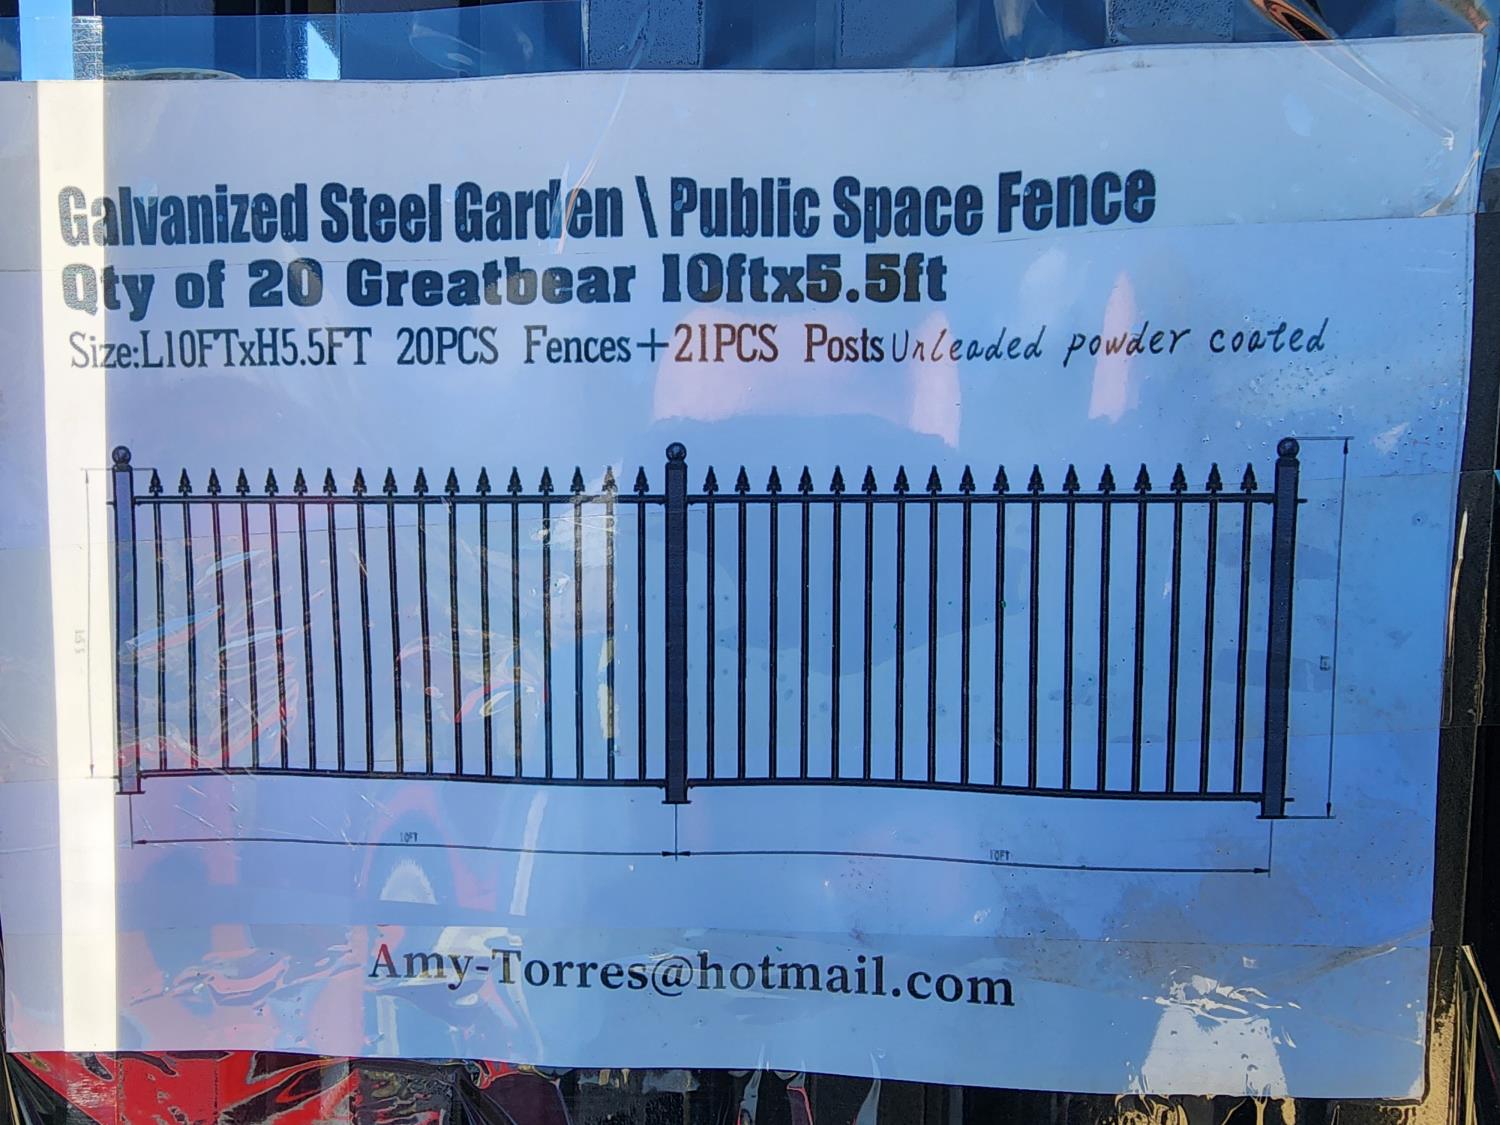 Galvanized Steel Garden \ Public Space Fence
Qty of 20 Greatbear 10ftx5.5ft
Size:L10FTxH5.5FT 20PCS Fences+21PCS Posts Unleaded powder coated
10FT
10FT
Amy-Torres@hotmail.com